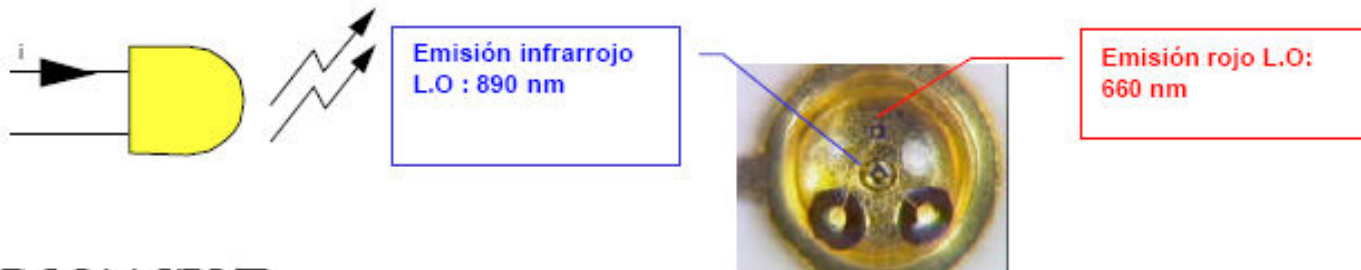 i
Emisión infrarrojo
L.O : 890 nm
Emisión rojo L.O:
660 nm